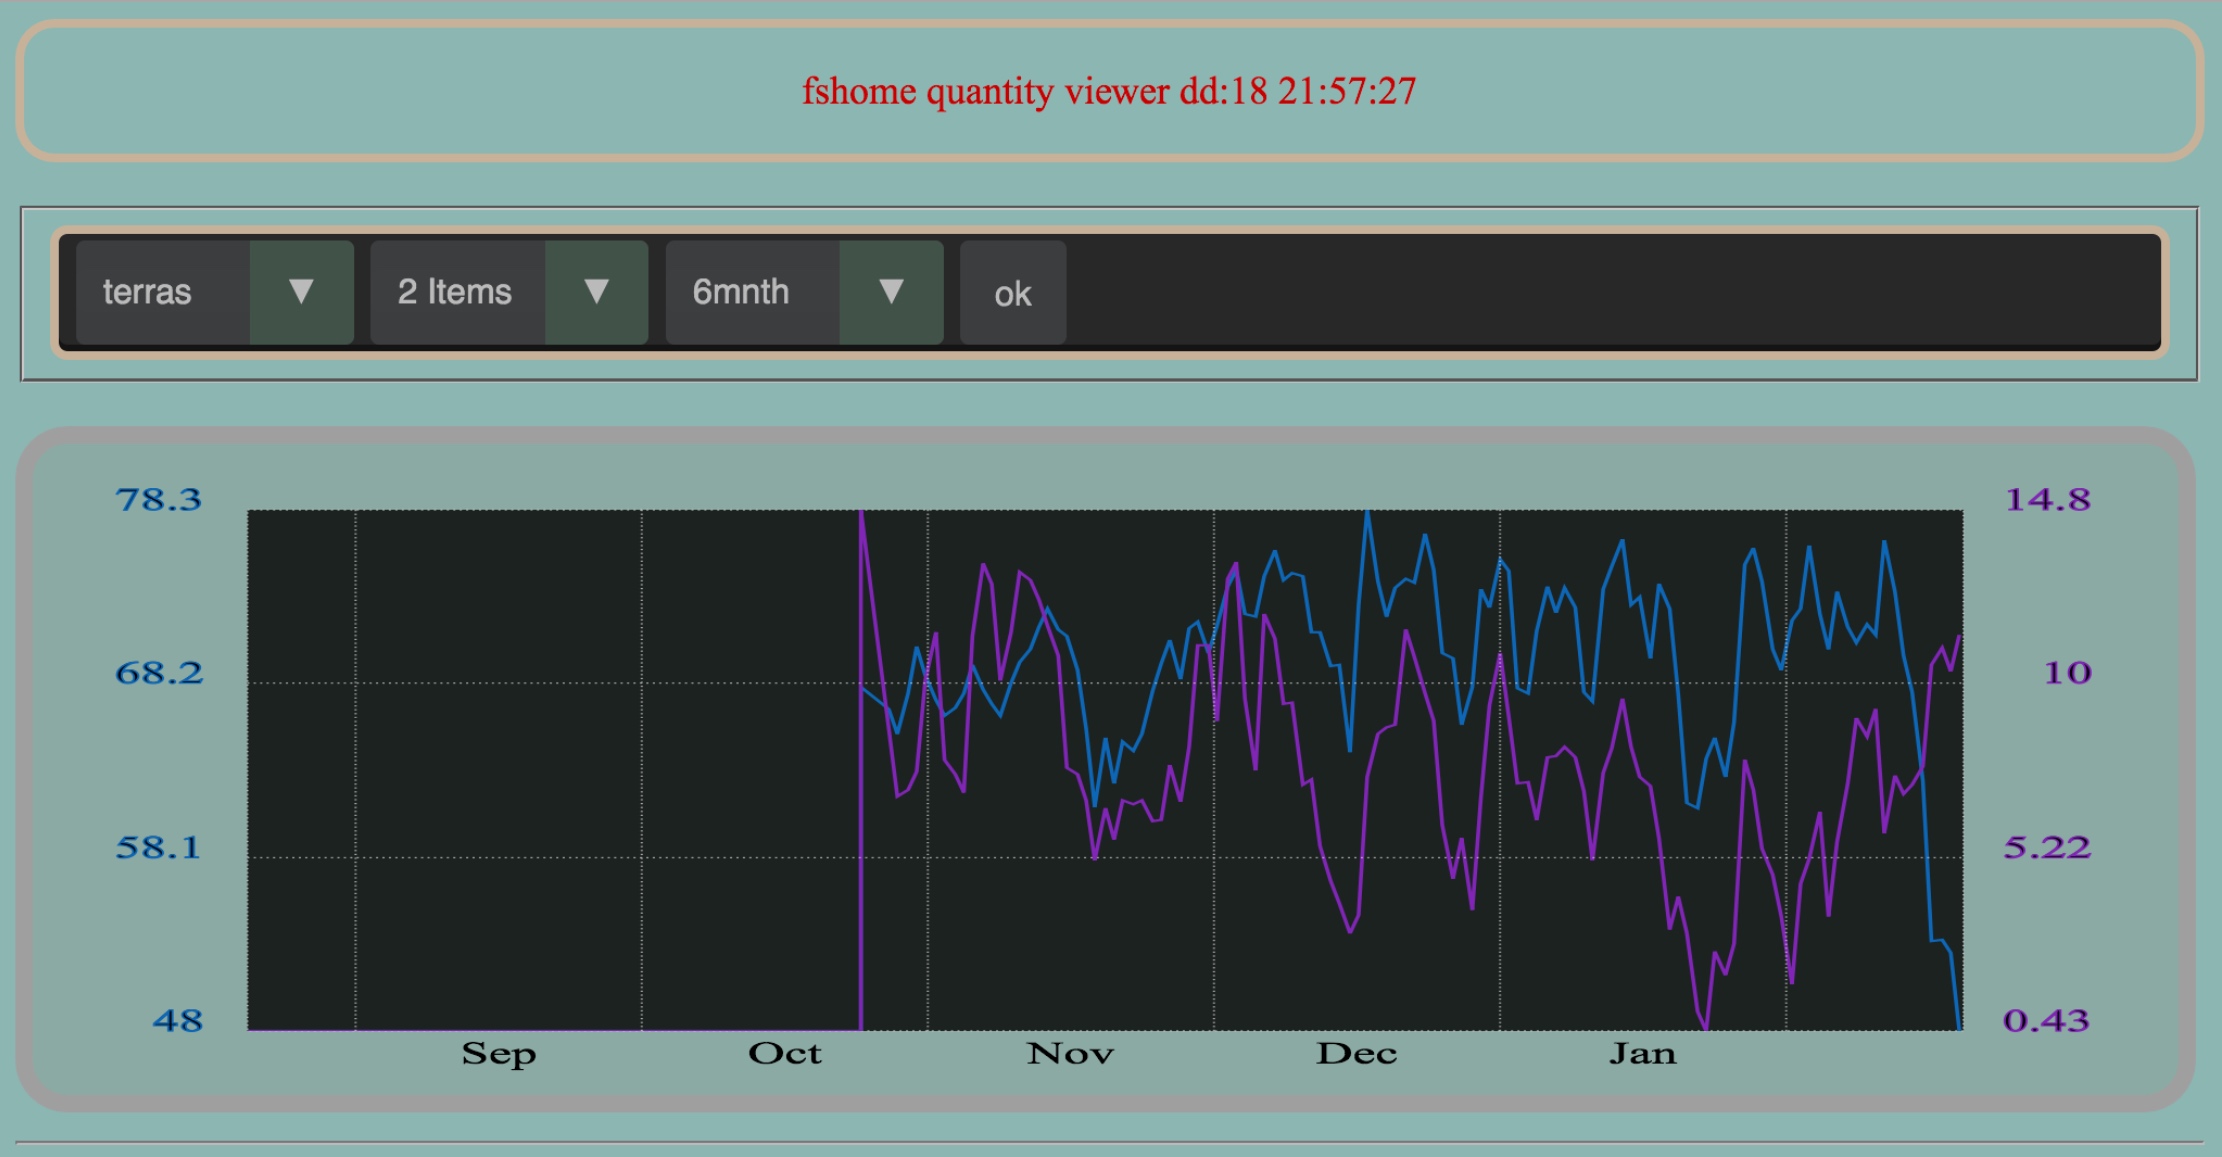 fshome quantity viewer dd:18 21:57:27
terras ▼ 2 Items ▼ 6mnth ▼ ok
78.3 14.8
68.2 10
58.1 5.22
48 0.43
Sep Oct Nov Dec Jan